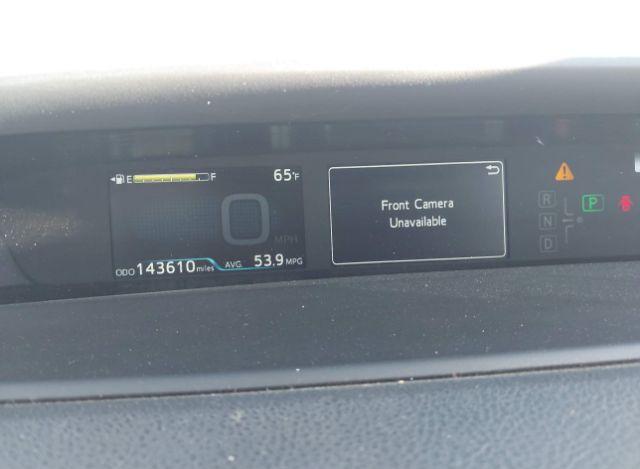 E F 65°F
0
MPH
ODO 143610 miles AVG. 53.9 MPG
Front Camera
Unavailable
R
N P
D